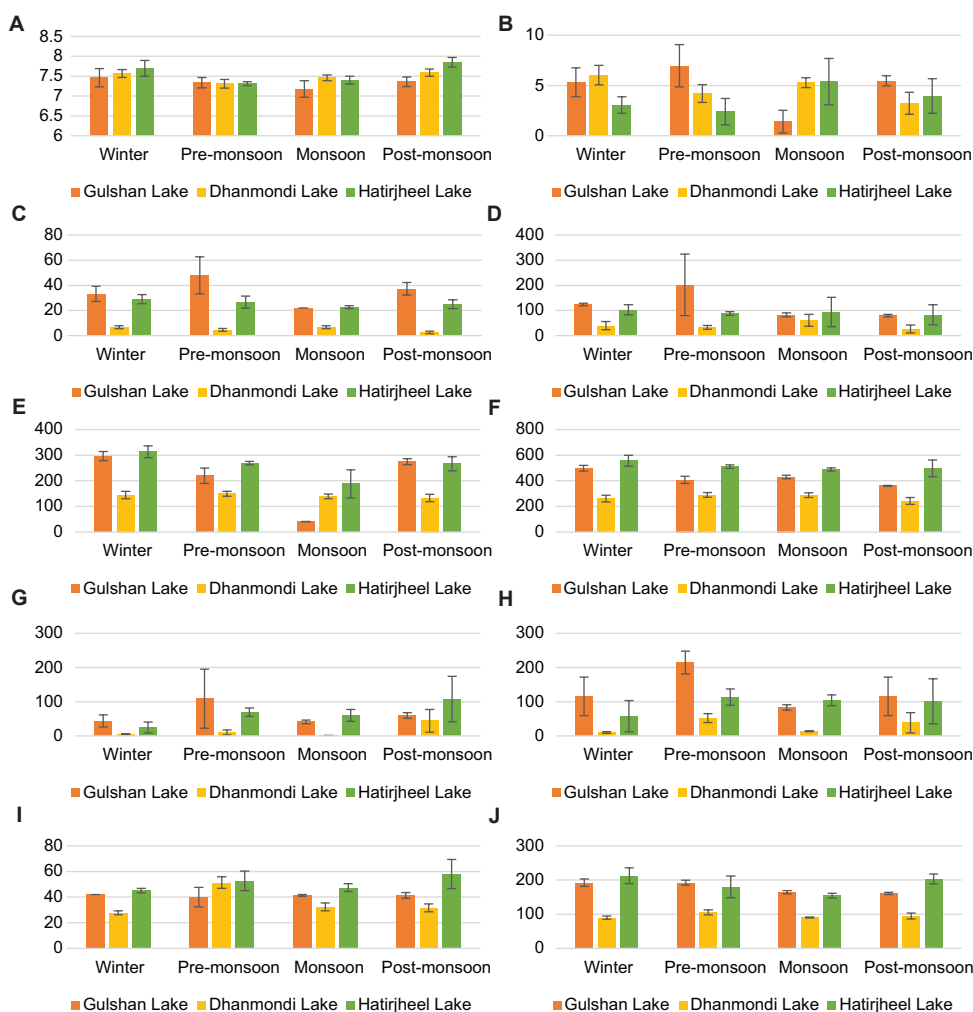 A
8.5
8
7.5
7
6.5
6
Winter Pre-monsoon Monsoon Post-monsoon
Gulshan Lake Dhanmondi Lake Hatirjheel Lake
B
10
5
0
Winter Pre-monsoon Monsoon Post-monsoon
Gulshan Lake Dhanmondi Lake Hatirjheel Lake
C
80
60
40
20
0
Winter Pre-monsoon Monsoon Post-monsoon
Gulshan Lake Dhanmondi Lake Hatirjheel Lake
D
400
300
200
100
0
Winter Pre-monsoon Monsoon Post-monsoon
Gulshan Lake Dhanmondi Lake Hatirjheel Lake
E
400
300
200
100
0
Winter Pre-monsoon Monsoon Post-monsoon
Gulshan Lake Dhanmondi Lake Hatirjheel Lake
F
800
600
400
200
0
Winter Pre-monsoon Monsoon Post-monsoon
Gulshan Lake Dhanmondi Lake Hatirjheel Lake
G
300
200
100
0
Winter Pre-monsoon Monsoon Post-monsoon
Gulshan Lake Dhanmondi Lake Hatirjheel Lake
H
300
200
100
0
Winter Pre-monsoon Monsoon Post-monsoon
Gulshan Lake Dhanmondi Lake Hatirjheel Lake
I
80
60
40
20
0
Winter Pre-monsoon Monsoon Post-monsoon
Gulshan Lake Dhanmondi Lake Hatirjheel Lake
J
300
200
100
0
Winter Pre-monsoon Monsoon Post-monsoon
Gulshan Lake Dhanmondi Lake Hatirjheel Lake